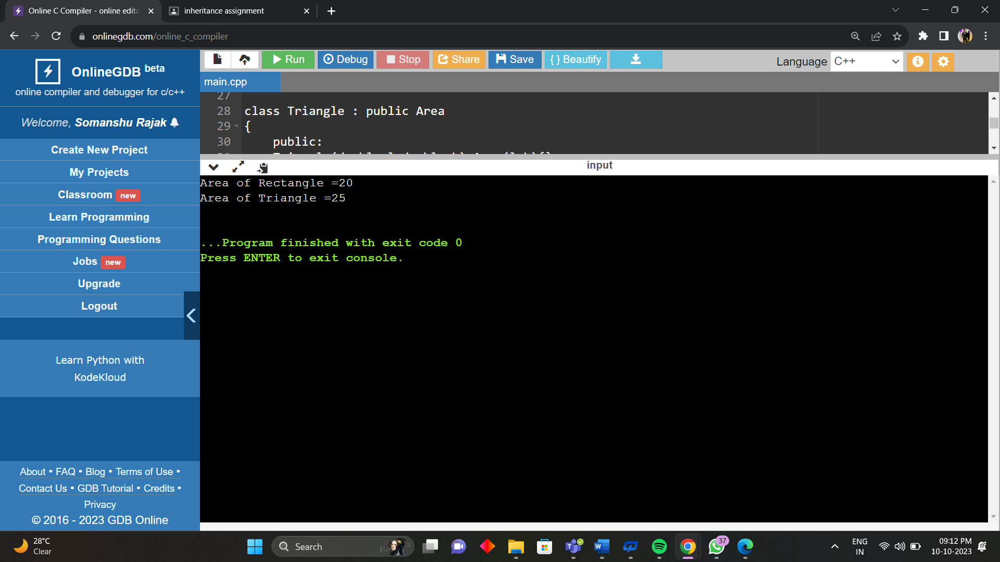 Online C Compiler - online edito
inheritance assignment
onlinegdb.com/online_c_compiler
OnlineGDB beta
online compiler and debugger for c/c++
Welcome, Somanshu Rajak
Create New Project
My Projects
Classroom new
Learn Programming
Programming Questions
Jobs new
Upgrade
Logout
Learn Python with
KodeKloud
About • FAQ • Blog • Terms of Use •
Contact Us • GDB Tutorial • Credits •
Privacy
© 2016 - 2023 GDB Online
Run Debug Stop Share Save { } Beautify
Language C++
main.cpp
27
28 class Triangle : public Area
29 {
30 public:
input
Area of Rectangle =20
Area of Triangle =25
...Program finished with exit code 0
Press ENTER to exit console.
28°C
Clear
Search
37
ENG
IN
09:12 PM
10-10-2023